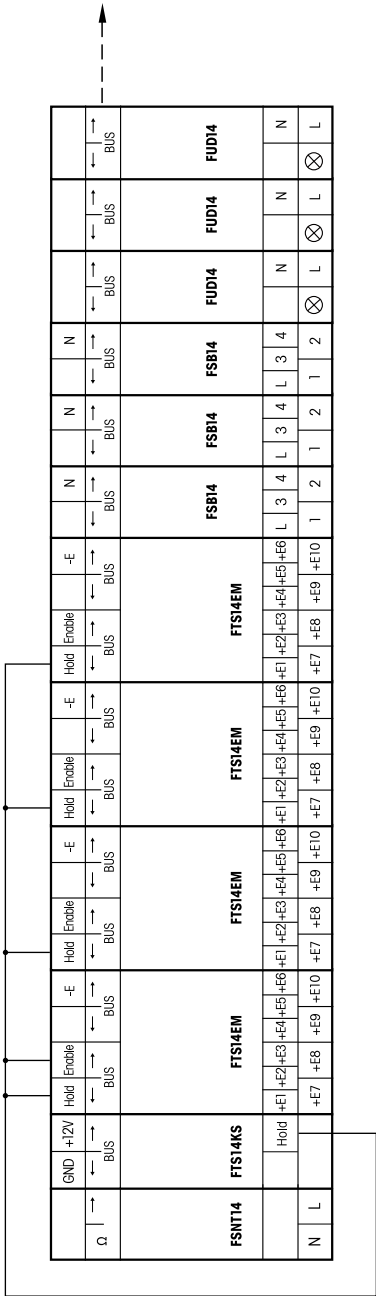 GND +12V Hold Enable -E Hold Enable -E Hold Enable -E Hold Enable -E N N N
Ω BUS BUS BUS BUS BUS BUS BUS BUS BUS BUS BUS BUS BUS BUS BUS
FSNT14 FTS14KS FTS14EM FTS14EM FTS14EM FTS14EM FSB14 FSB14 FSB14 FUD14 FUD14 FUD14
Hold +E1 +E2 +E3 +E4 +E5 +E6 +E1 +E2 +E3 +E4 +E5 +E6 +E1 +E2 +E3 +E4 +E5 +E6 +E1 +E2 +E3 +E4 +E5 +E6 L 3 4 L 3 4 L 3 4 N N N
N L +E7 +E8 +E9 +E10 +E7 +E8 +E9 +E10 +E7 +E8 +E9 +E10 +E7 +E8 +E9 +E10 1 2 1 2 1 2 L L L